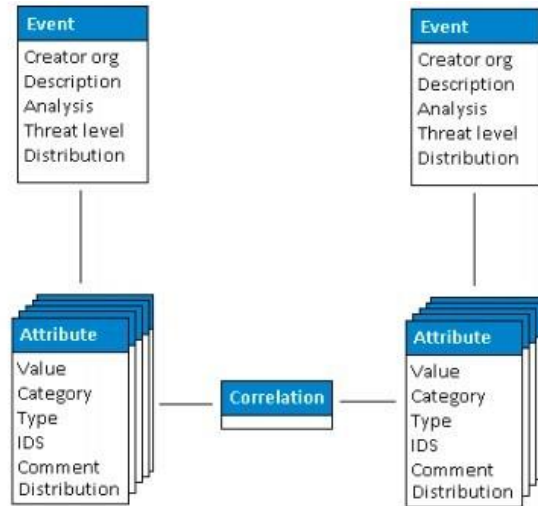 Event
Creator org
Description
Analysis
Threat level
Distribution
Event
Creator org
Description
Analysis
Threat level
Distribution
Attribute
Value
Category
Type
IDS
Comment
Distribution
Correlation
Attribute
Value
Category
Type
IDS
Comment
Distribution